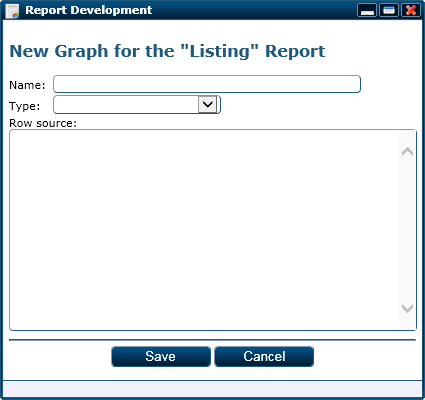 Report Development
New Graph for the "Listing" Report
Name:
Type:
Row source:
Save Cancel